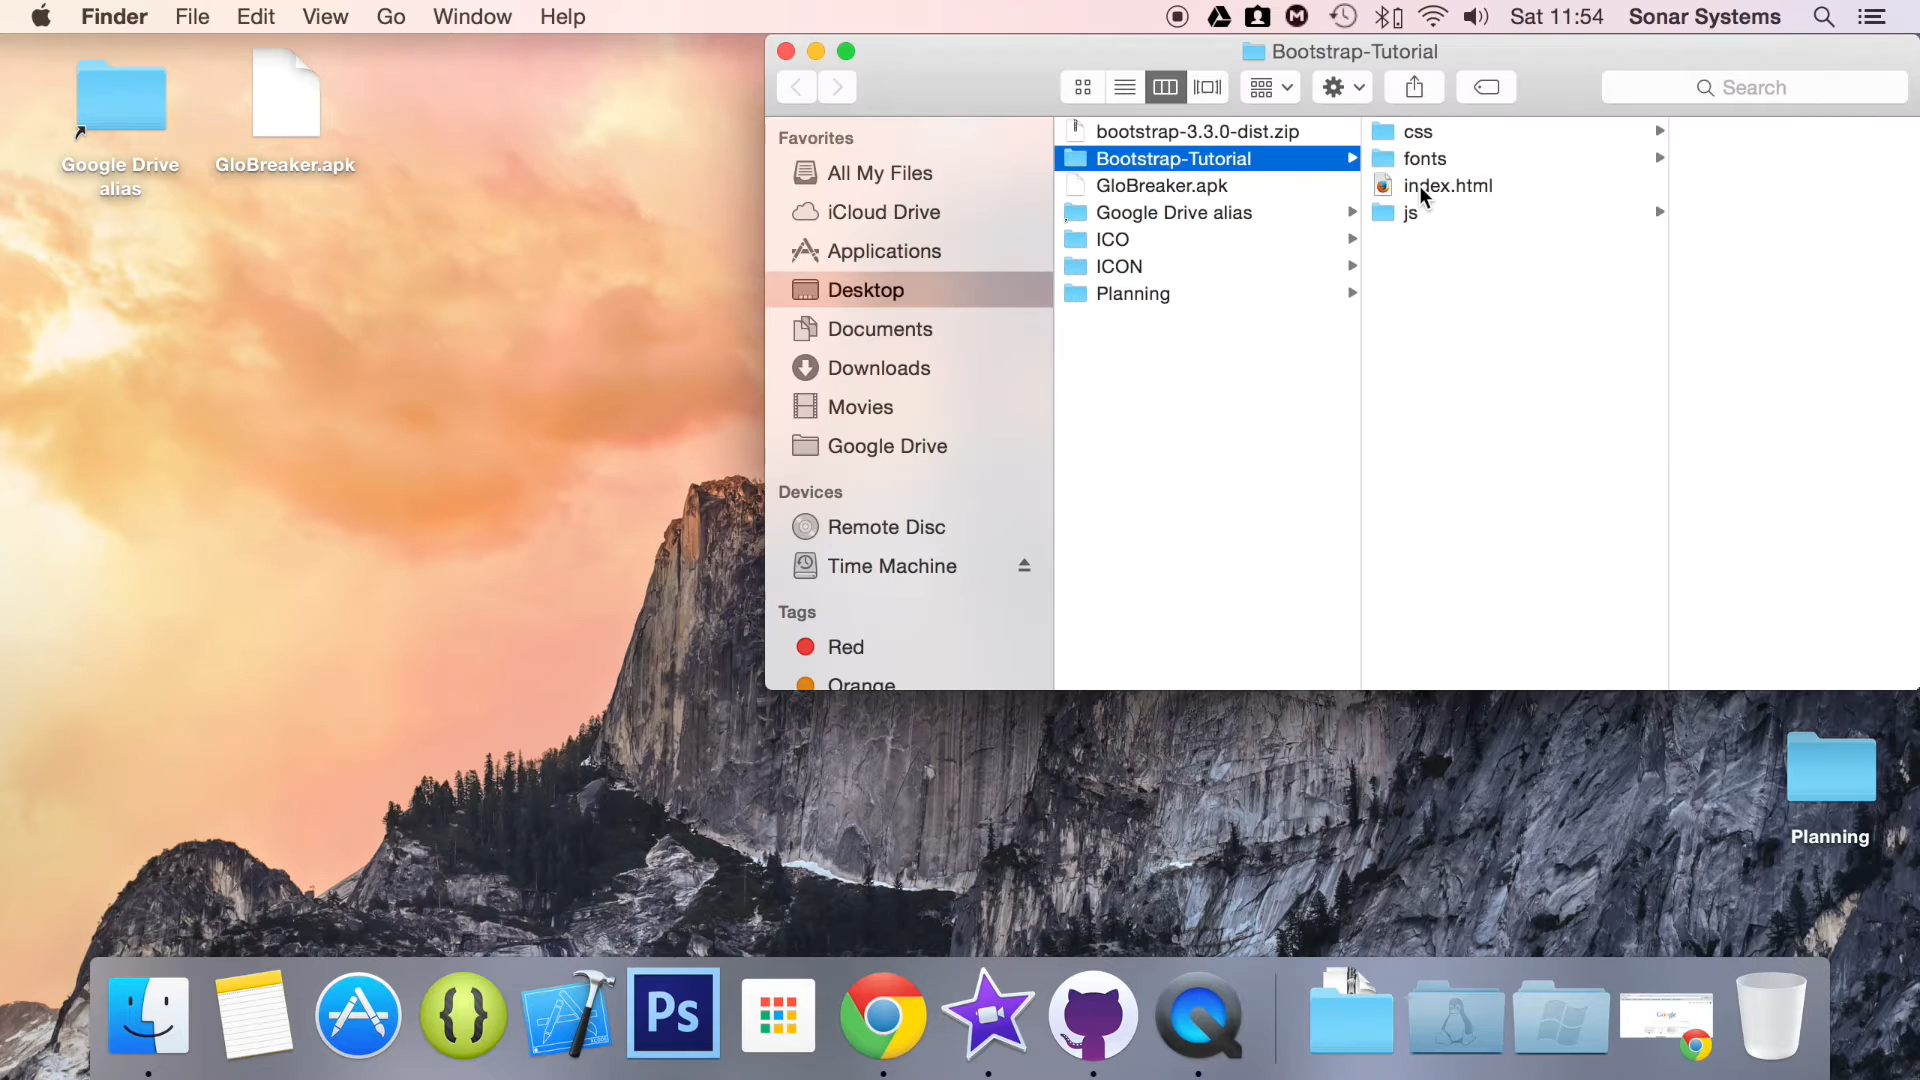 Finder File Edit View Go Window Help
Sat 11:54 Sonar Systems
Google Drive alias
GloBreaker.apk
Bootstrap-Tutorial
Search
Favorites
All My Files
iCloud Drive
Applications
Desktop
Documents
Downloads
Movies
Google Drive
Devices
Remote Disc
Time Machine
Tags
Red
Orange
bootstrap-3.3.0-dist.zip
Bootstrap-Tutorial
GloBreaker.apk
Google Drive alias
ICO
ICON
Planning
css
fonts
index.html
js
Planning
Ps
Google